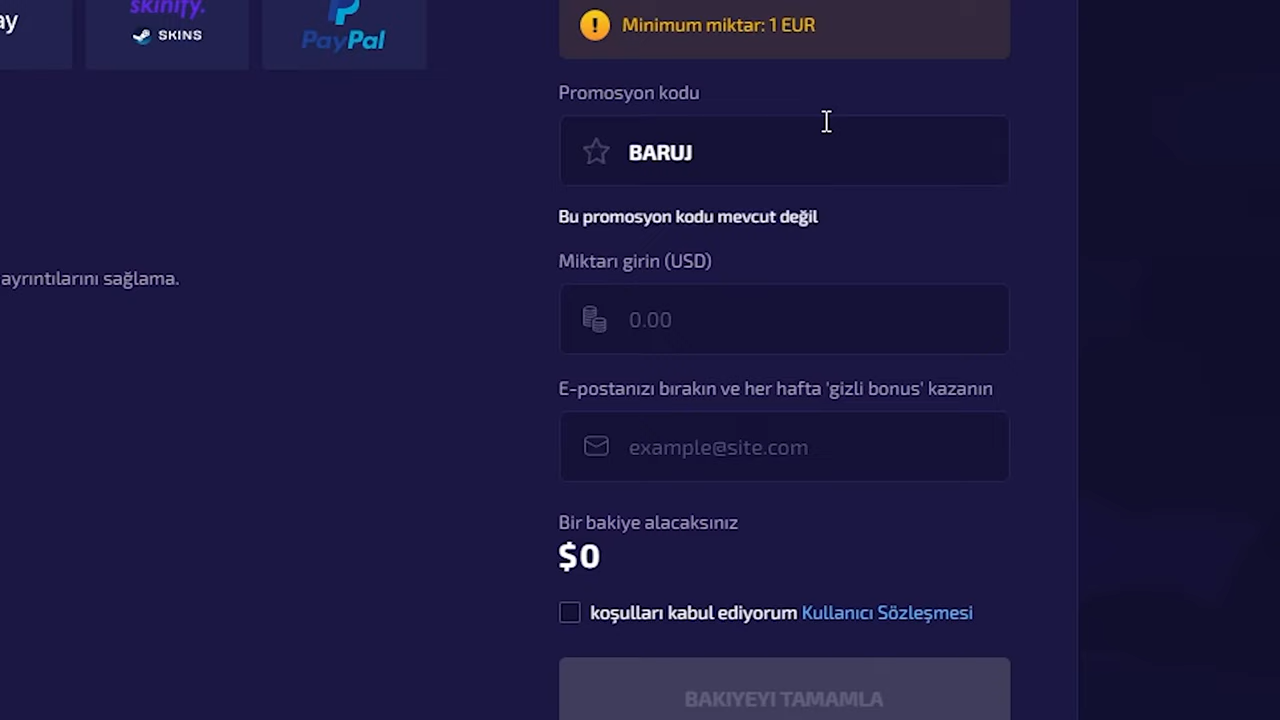 ay
skinify.
SKINS
PayPal
ayrıntılarını sağlama.
Minimum miktar: 1 EUR
Promosyon kodu
BARUJ
Bu promosyon kodu mevcut değil
Miktarı girin (USD)
0.00
E-postanızı bırakın ve her hafta 'gizli bonus' kazanın
example@site.com
Bir bakiye alacaksınız
$0
koşulları kabul ediyorum Kullanıcı Sözleşmesi
BAKIYEYI TAMAMLA